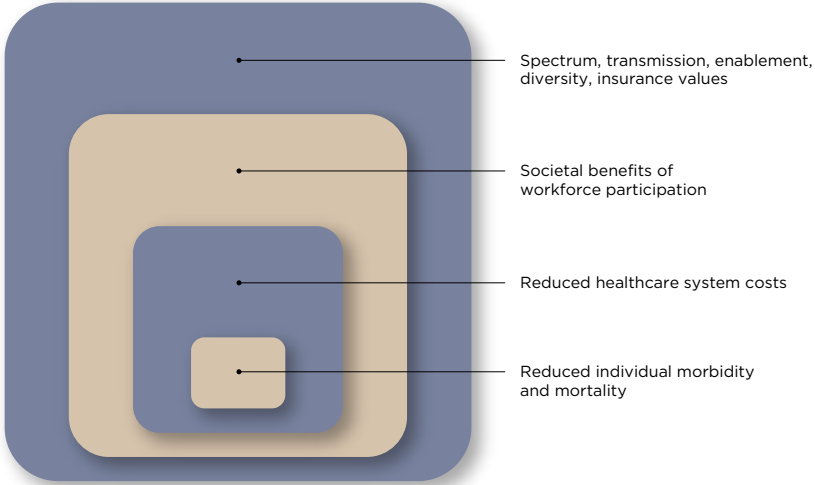 Spectrum, transmission, enablement,
diversity, insurance values
Societal benefits of
workforce participation
Reduced healthcare system costs
Reduced individual morbidity
and mortality